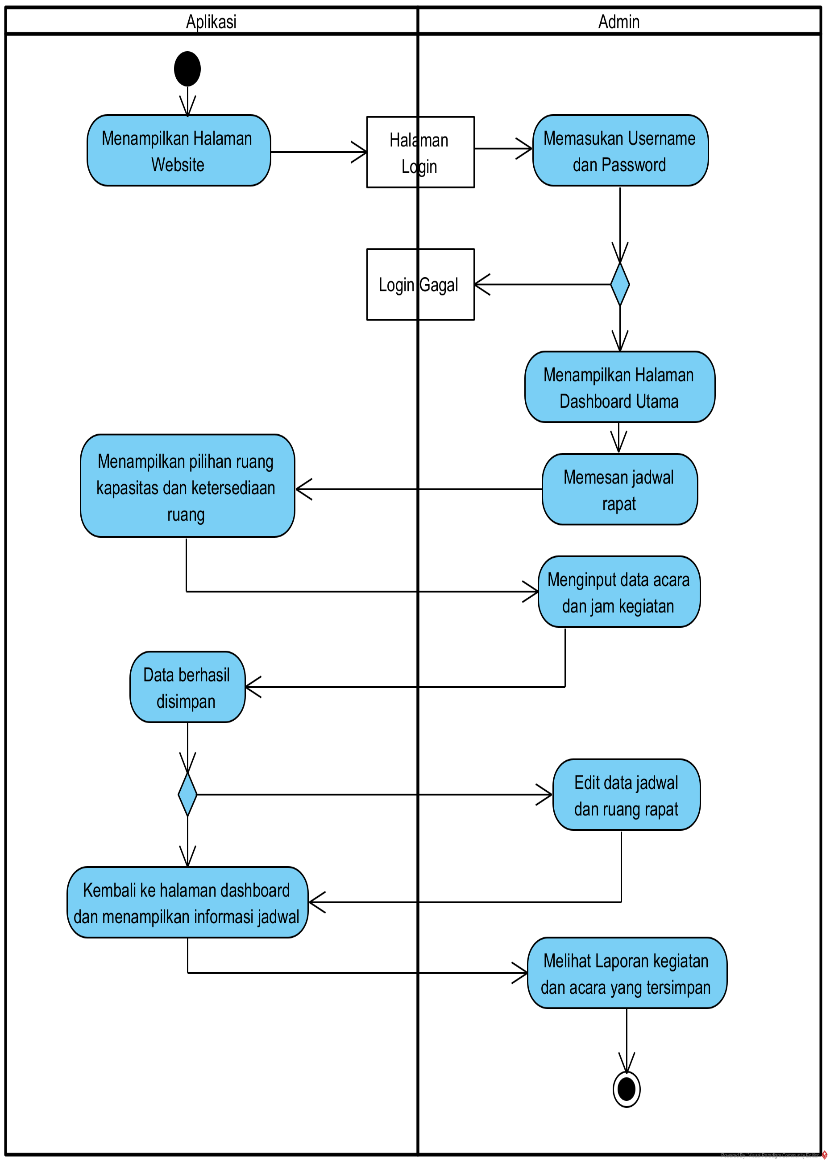 Aplikasi
Admin
Menampilkan Halaman
Website
Halaman
Login
Memasukan Username
dan Password
Login Gagal
Menampilkan Halaman
Dashboard Utama
Menampilkan pilihan ruang
kapasitas dan ketersediaan
ruang
Memesan jadwal
rapat
Menginput data acara
dan jam kegiatan
Data berhasil
disimpan
Edit data jadwal
dan ruang rapat
Kembali ke halaman dashboard
dan menampilkan informasi jadwal
Melihat Laporan kegiatan
dan acara yang tersimpan